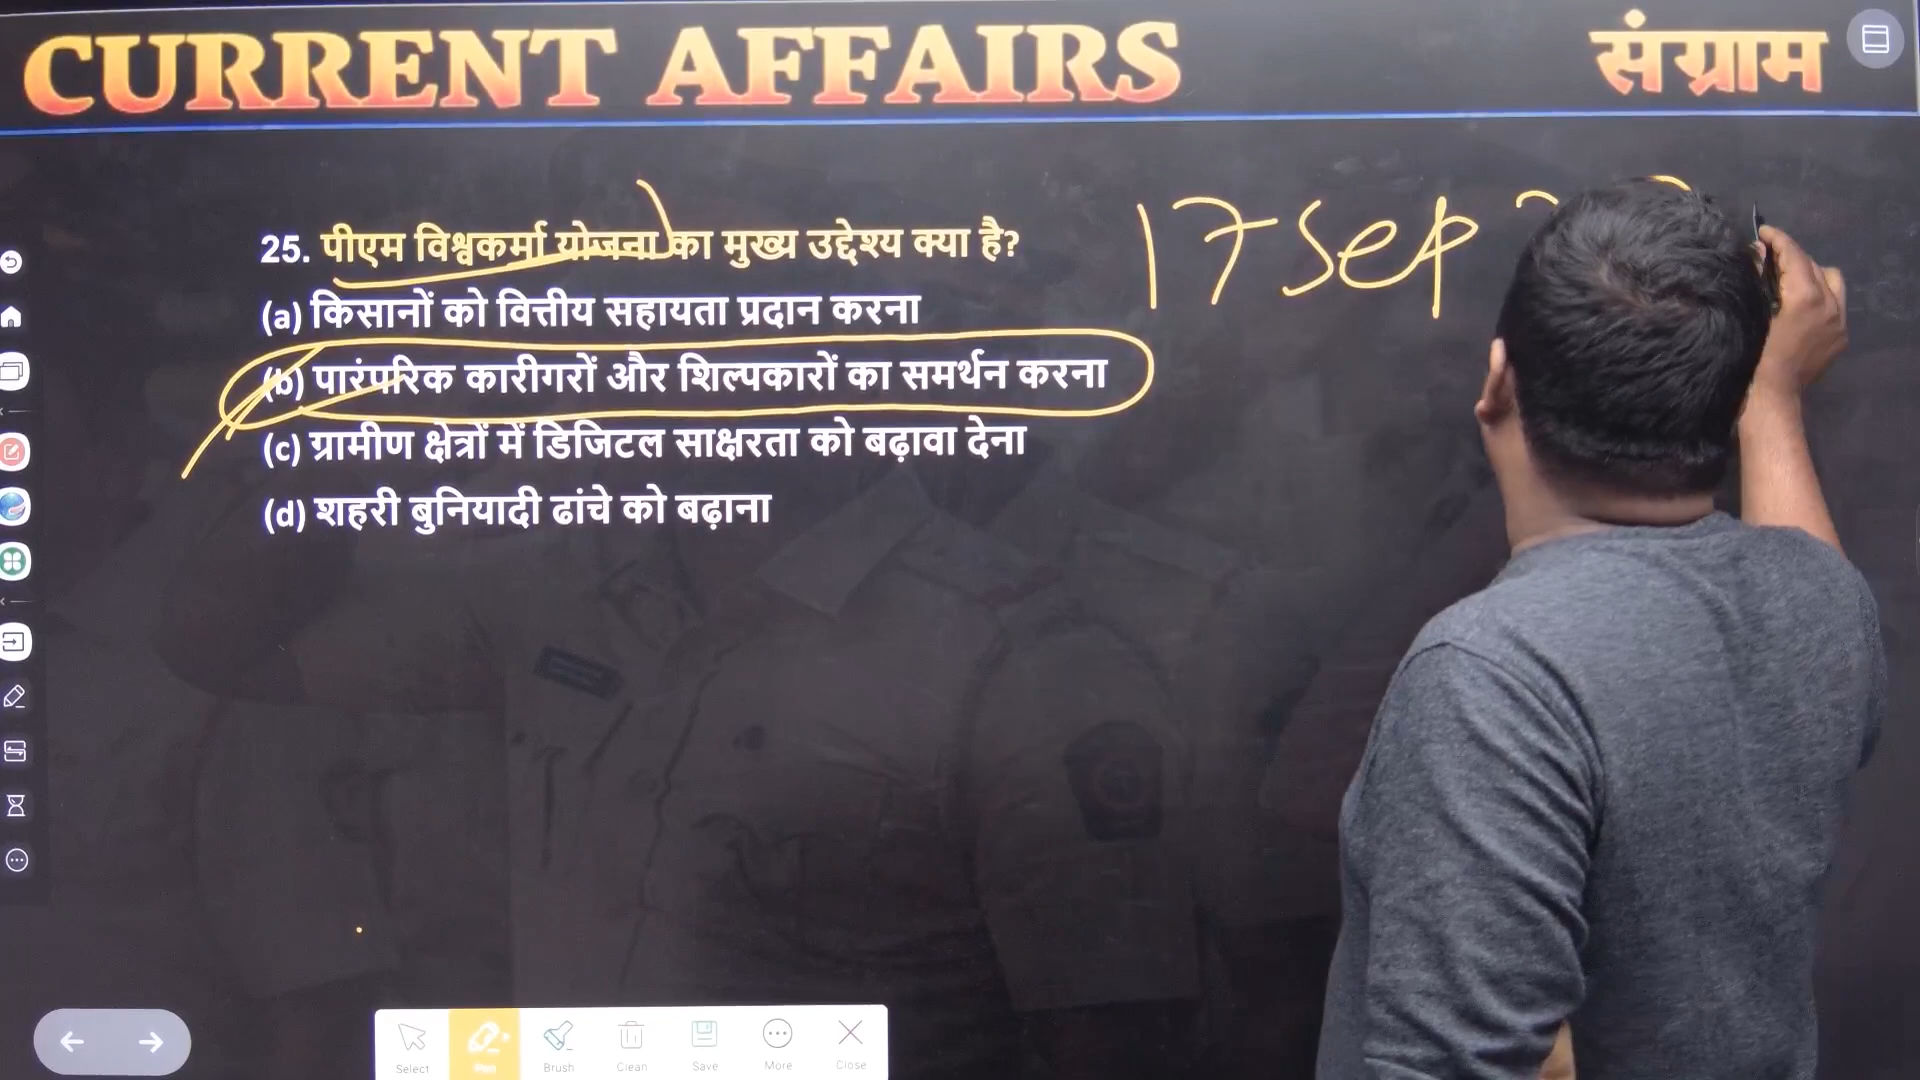 CURRENT AFFAIRS
संग्राम
17 Sep
25. पीएम विश्वकर्मा योजना का मुख्य उद्देश्य क्या है?
(a) किसानों को वित्तीय सहायता प्रदान करना
(b) पारंपरिक कारीगरों और शिल्पकारों का समर्थन करना
(c) ग्रामीण क्षेत्रों में डिजिटल साक्षरता को बढ़ावा देना
(d) शहरी बुनियादी ढांचे को बढ़ाना
Select Pen Brush Clean Save More Close